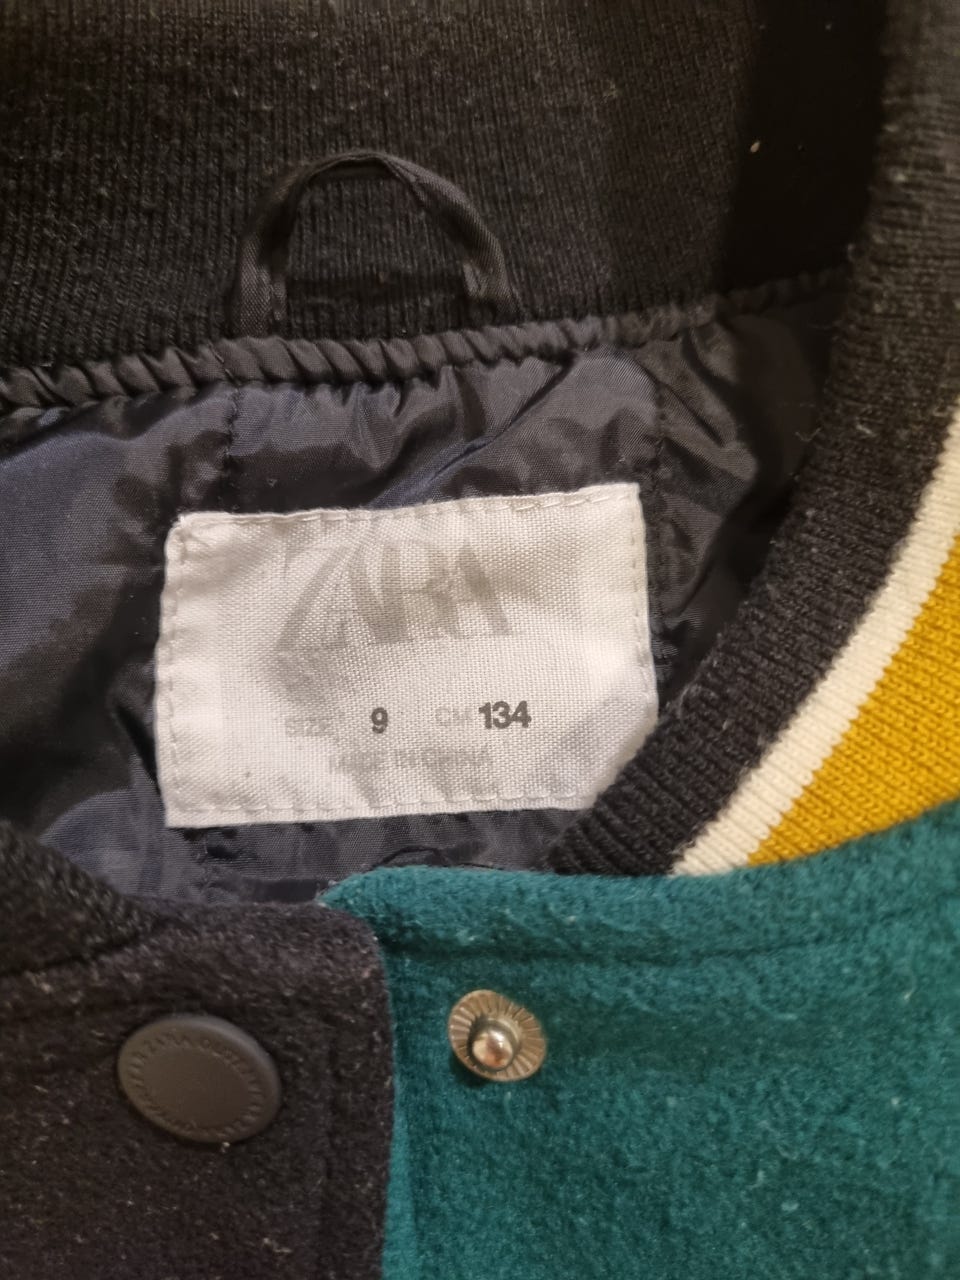 ZARA
SIZE 9 CM 134
MADE IN CHINA